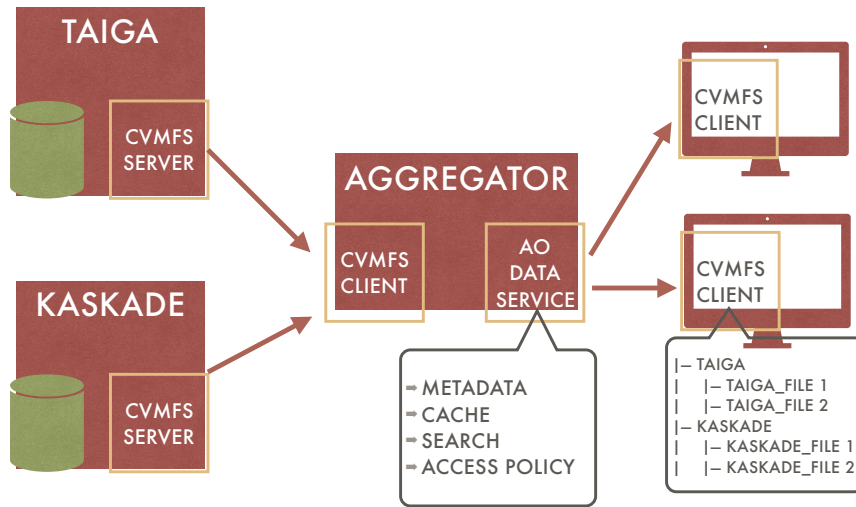 TAIGA
CVMFS
SERVER
KASKADE
CVMFS
SERVER
AGGREGATOR
CVMFS
CLIENT
AO
DATA
SERVICE
➡ METADATA
➡ CACHE
➡ SEARCH
➡ ACCESS POLICY
CVMFS
CLIENT
CVMFS
CLIENT
|— TAIGA
| |— TAIGA_FILE 1
| |— TAIGA_FILE 2
|— KASKADE
| |— KASKADE_FILE 1
| |— KASKADE_FILE 2